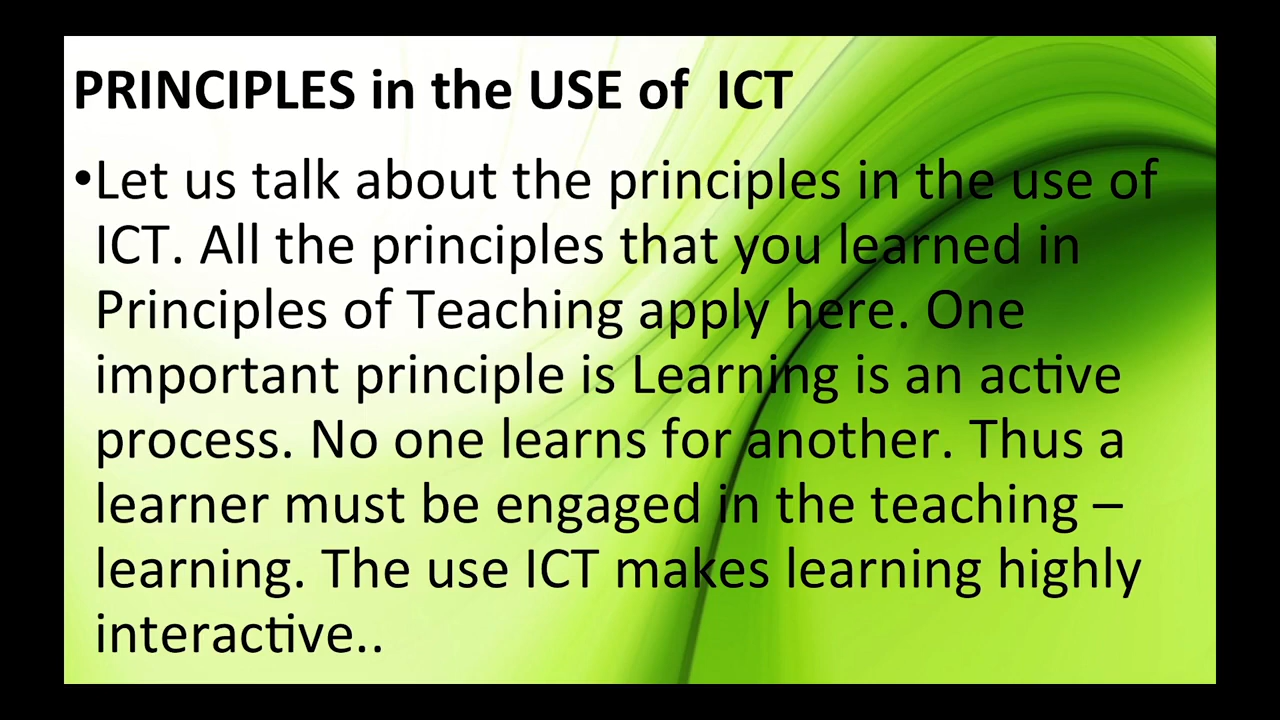 PRINCIPLES in the USE of  ICT
•Let us talk about the principles in the use of
ICT. All the principles that you learned in
Principles of Teaching apply here. One
important principle is Learning is an active
process. No one learns for another. Thus a
learner must be engaged in the teaching –
learning. The use ICT makes learning highly
interactive..